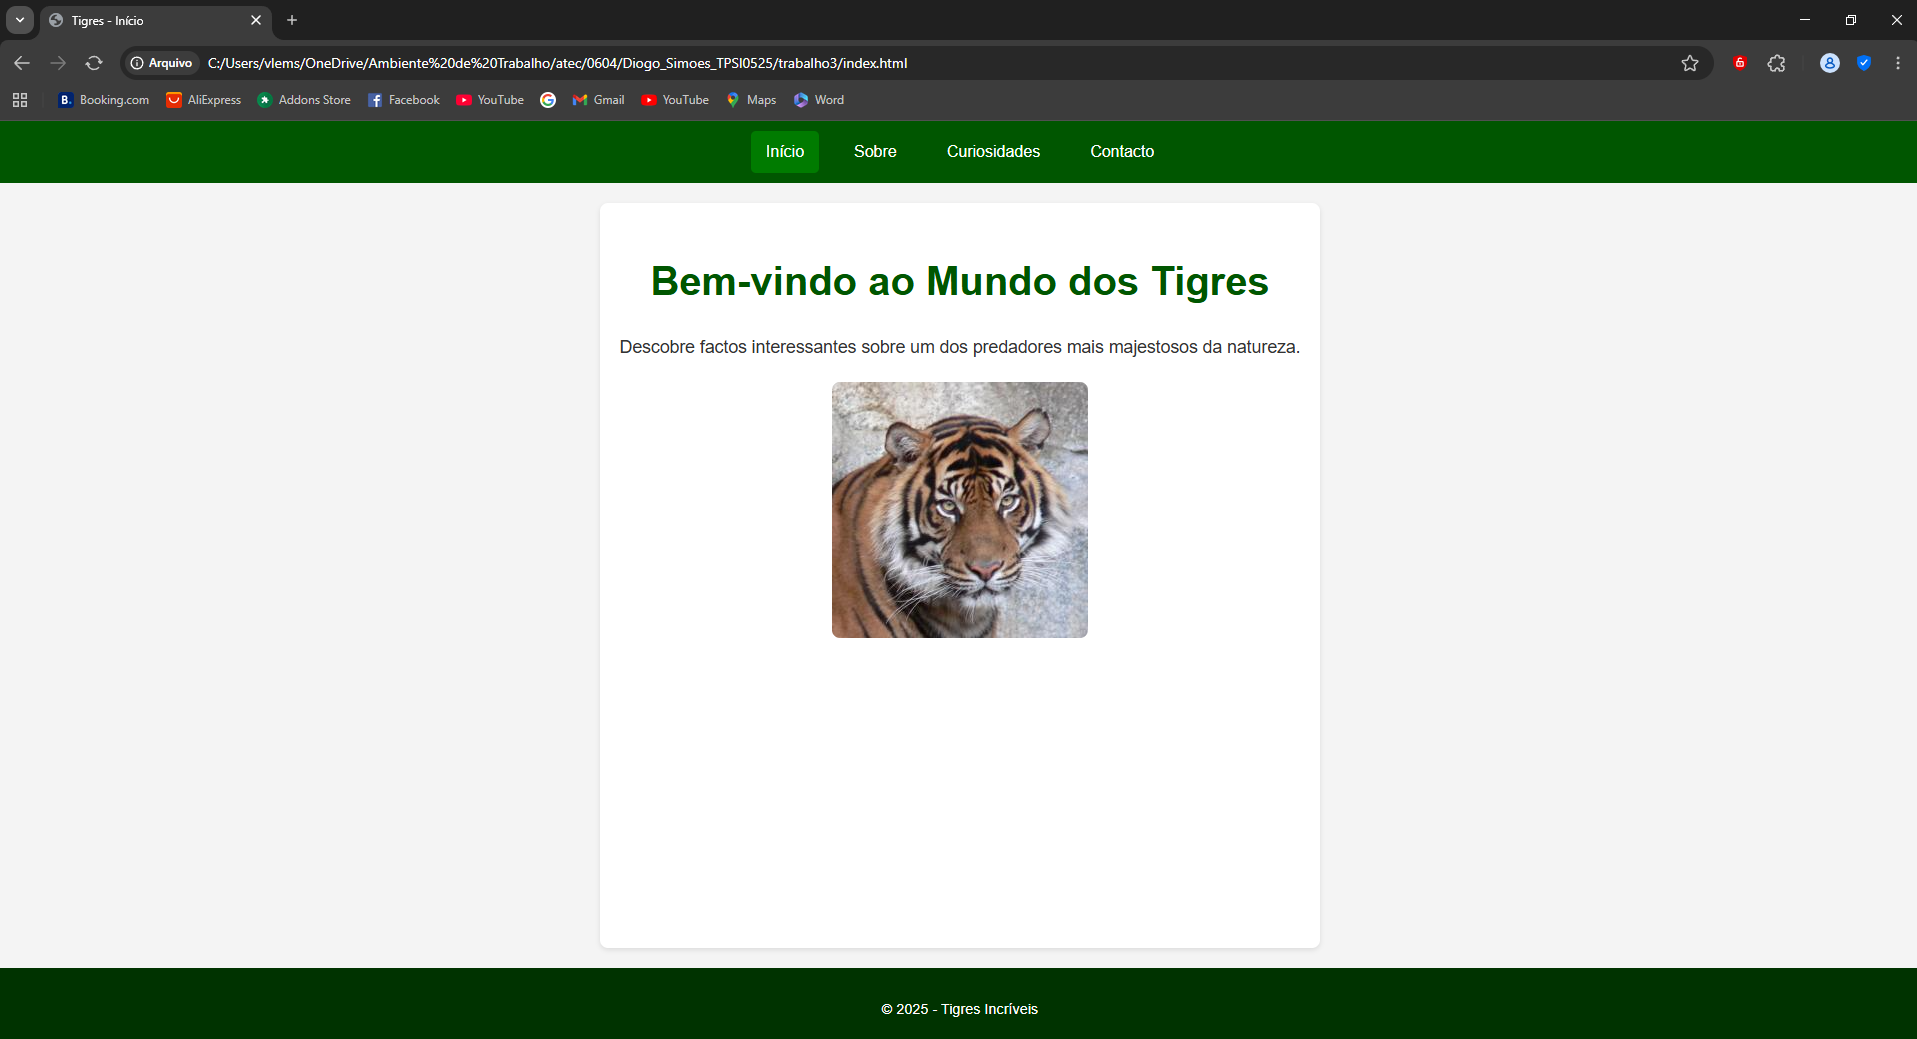 Tigres - Início
Arquivo C:/Users/vlems/OneDrive/Ambiente%20de%20Trabalho/atec/0604/Diogo_Simoes_TPSI0525/trabalho3/index.html
B. Booking.com AliExpress Addons Store Facebook YouTube Gmail YouTube Maps Word
Início Sobre Curiosidades Contacto
Bem-vindo ao Mundo dos Tigres
Descobre factos interessantes sobre um dos predadores mais majestosos da natureza.
© 2025 - Tigres Incríveis